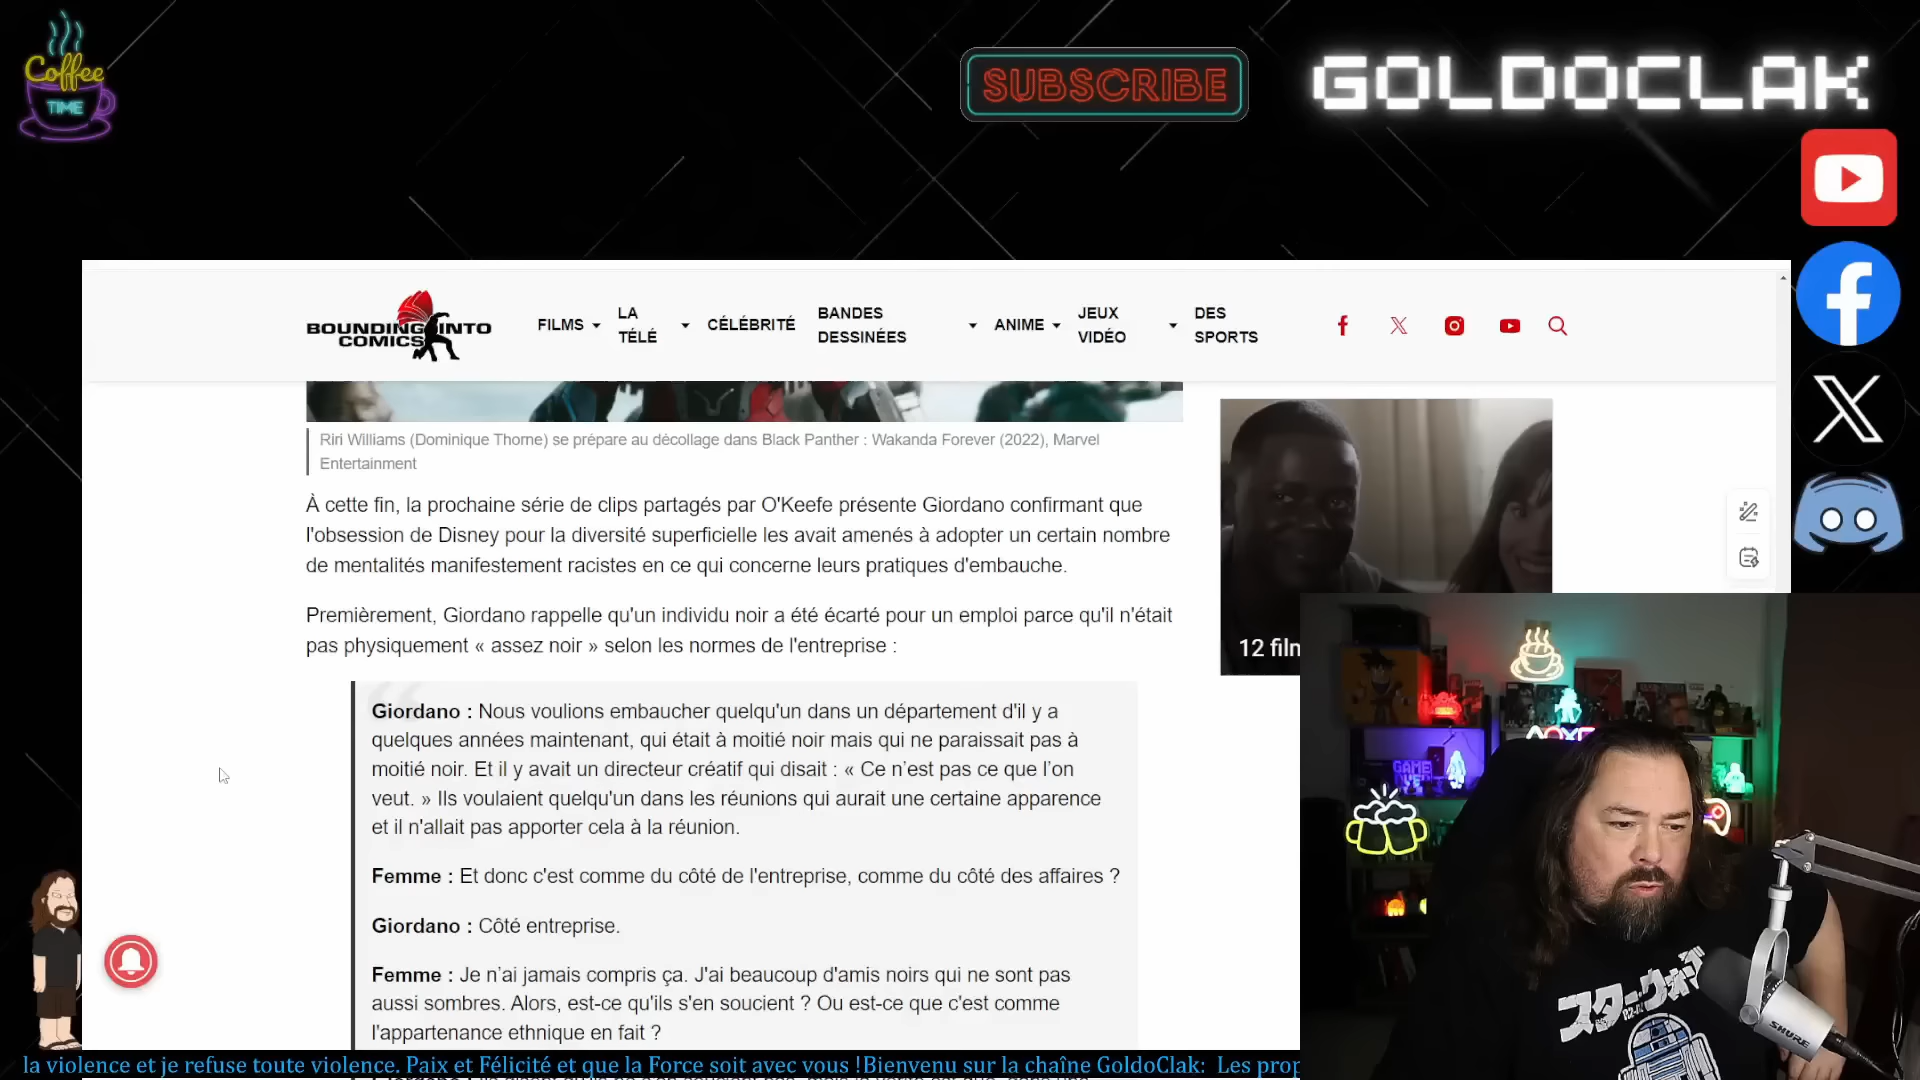 Coffee
TIME
SUBSCRIBE
GOLDOCLAK
BOUNDING INTO
COMICS
FILMS
LA
TÉLÉ
CÉLÉBRITÉ
BANDES
DESSINÉES
ANIME
JEUX
VIDÉO
DES
SPORTS
Riri Williams (Dominique Thorne) se prépare au décollage dans Black Panther : Wakanda Forever (2022), Marvel
Entertainment
À cette fin, la prochaine série de clips partagés par O'Keefe présente Giordano confirmant que
l'obsession de Disney pour la diversité superficielle les avait amenés à adopter un certain nombre
de mentalités manifestement racistes en ce qui concerne leurs pratiques d'embauche.
Premièrement, Giordano rappelle qu'un individu noir a été écarté pour un emploi parce qu'il n'était
pas physiquement « assez noir » selon les normes de l'entreprise :
12 film
Giordano : Nous voulions embaucher quelqu'un dans un département d'il y a
quelques années maintenant, qui était à moitié noir mais qui ne paraissait pas à
moitié noir. Et il y avait un directeur créatif qui disait : « Ce n’est pas ce que l’on
veut. » Ils voulaient quelqu'un dans les réunions qui aurait une certaine apparence
et il n'allait pas apporter cela à la réunion.
Femme : Et donc c'est comme du côté de l'entreprise, comme du côté des affaires ?
Giordano : Côté entreprise.
Femme : Je n’ai jamais compris ça. J'ai beaucoup d'amis noirs qui ne sont pas
aussi sombres. Alors, est-ce qu'ils s'en soucient ? Ou est-ce que c'est comme
l'appartenance ethnique en fait ?
GAME
スター・ウォーズ
R2-D2
SHURE
la violence et je refuse toute violence. Paix et Félicité et que la Force soit avec vous !Bienvenu sur la chaîne GoldoClak: Les prop